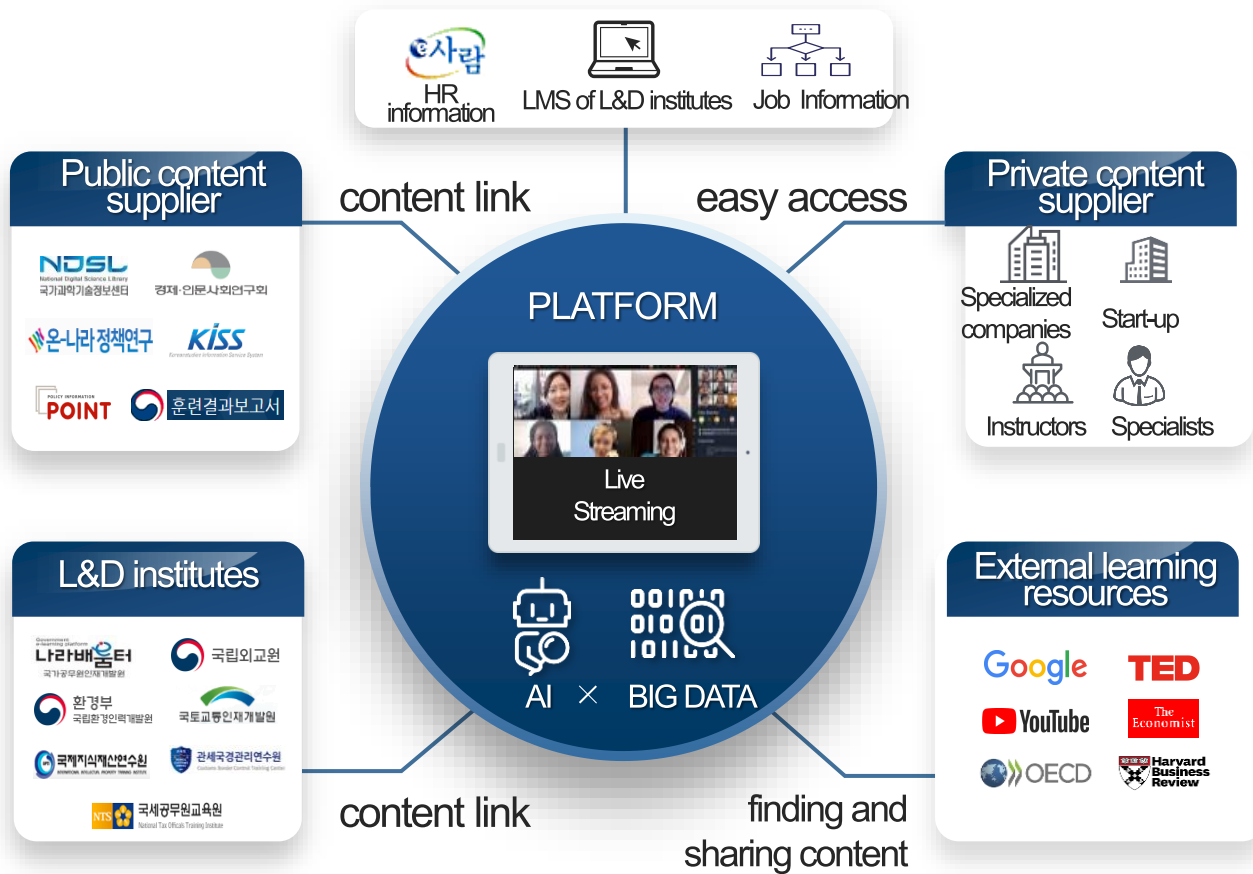 e사람
HR
information
LMS of L&D institutes
Job Information
Public content
supplier
content link
easy access
Private content
supplier
NDSL
National Digital Science Library
국가과학기술정보센터
경제·인문사회연구회
온-나라 정책연구
KISS
POLICY INFORMATION
POINT
훈련결과보고서
PLATFORM
Live
Streaming
AI × BIG DATA
Specialized
companies
Start-up
Instructors
Specialists
L&D institutes
Government
e-learning platform
나라배움터
국가공무원인재개발원
국립외교원
환경부
국립환경인력개발원
국토교통인재개발원
국제지식재산연수원
INTERNATIONAL INTELLECTUAL PROPERTY TRAINING INSTITUTE
관세국경관리연수원
Customs Border Control Training Center
NTS
국세공무원교육원
National Tax Officials Training Institute
content link
External learning
resources
Google
TED
YouTube
The
Economist
OECD
Harvard
Business
Review
finding and
sharing content